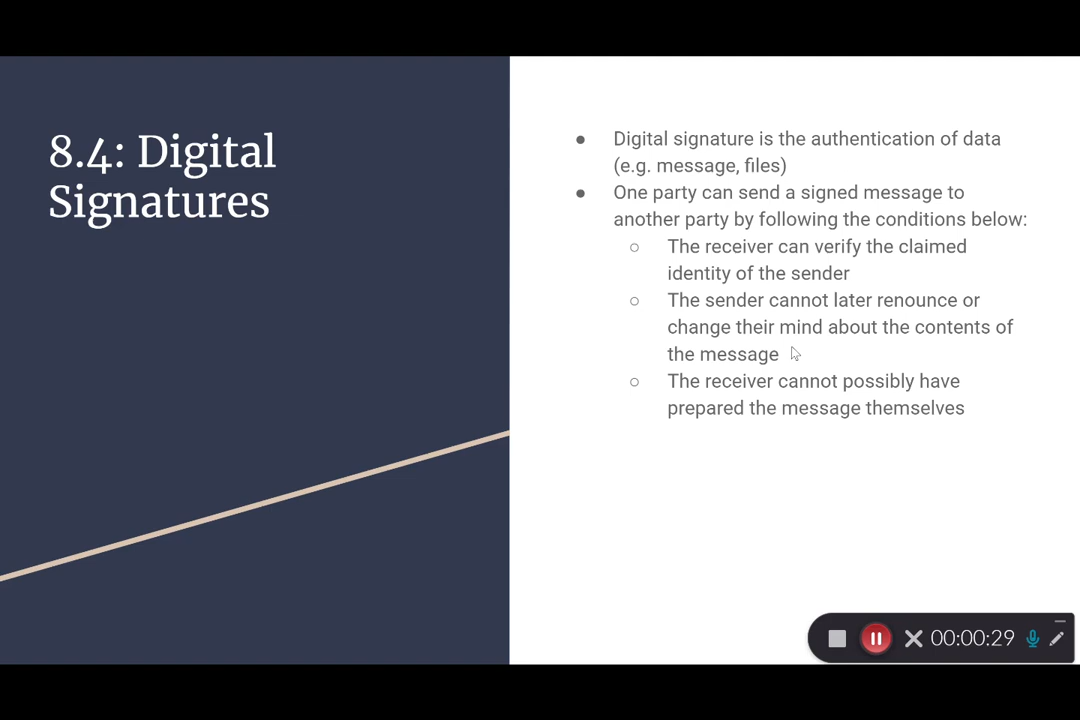 8.4: Digital
Signatures
● Digital signature is the authentication of data
(e.g. message, files)
● One party can send a signed message to
another party by following the conditions below:
○ The receiver can verify the claimed
identity of the sender
○ The sender cannot later renounce or
change their mind about the contents of
the message
○ The receiver cannot possibly have
prepared the message themselves
00:00:29